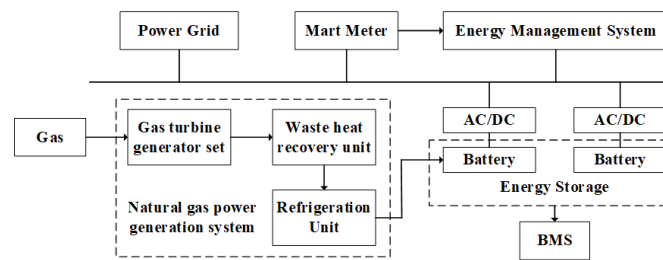 Power Grid
Mart Meter
Energy Management System
Gas
Gas turbine
generator set
Waste heat
recovery unit
AC/DC
AC/DC
Battery
Battery
Energy Storage
Natural gas power
generation system
Refrigeration
Unit
BMS